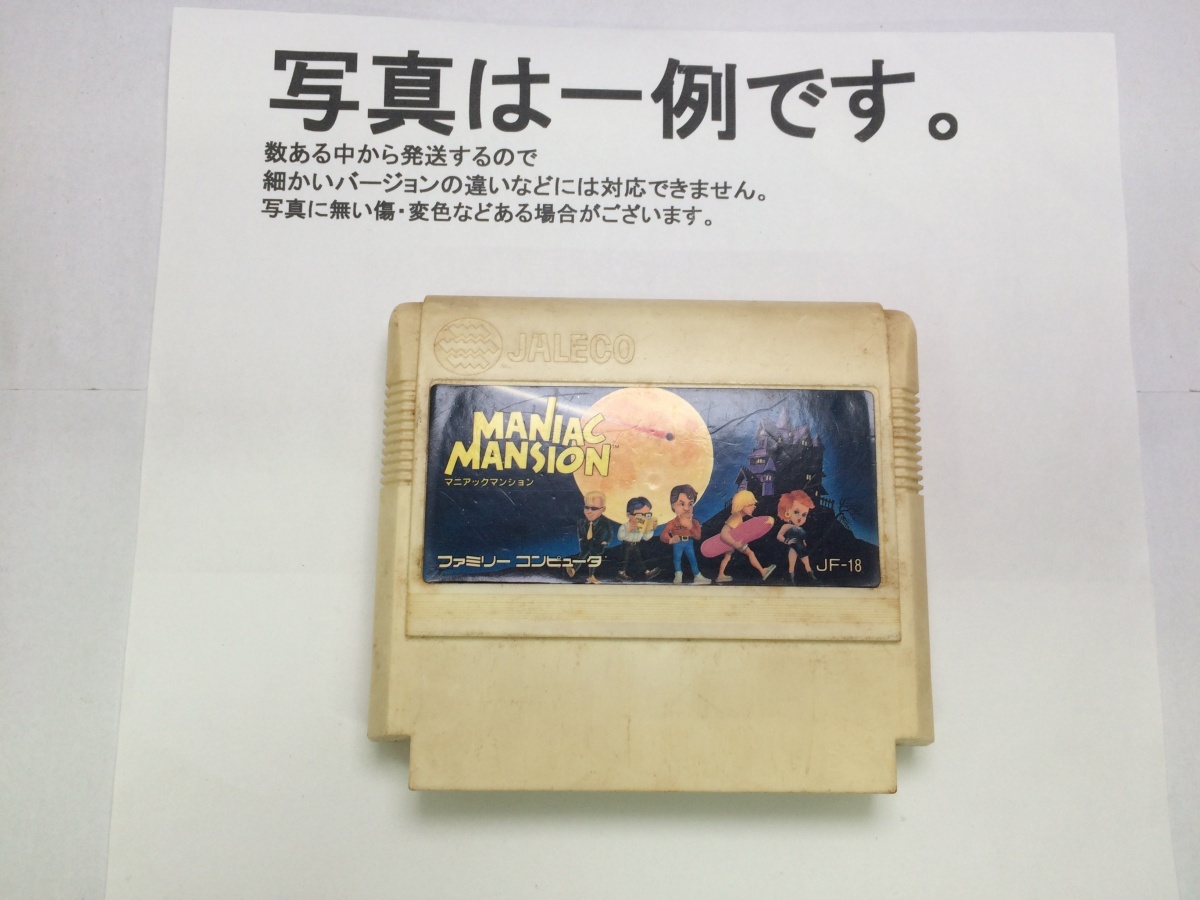 写真は一例です。
数ある中から発送するので
細かいバージョンの違いなどには対応できません。
写真に無い傷・変色などある場合がございます。
JALECO
MANIAC
MANSION™
マニアックマンション
ファミリー コンピュータ
JF-18